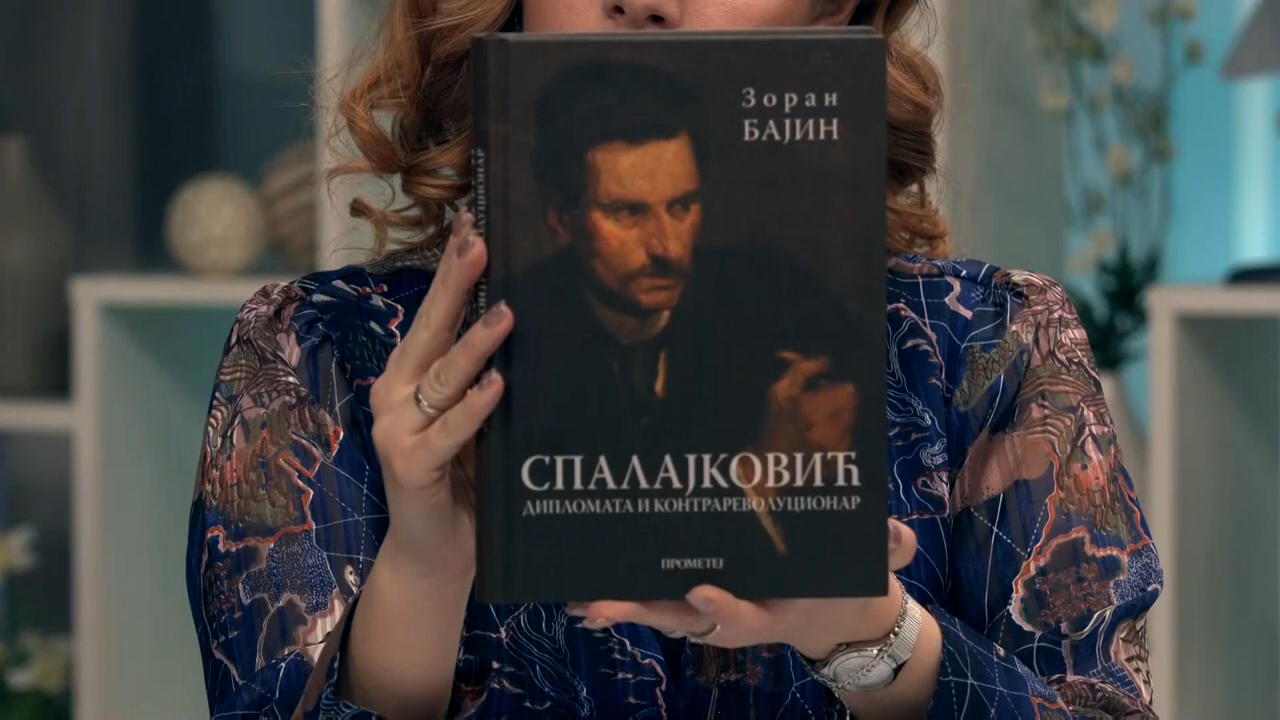 Зоран
БАЈИН
СПАЛАЈКОВИЋ
ДИПЛОМАТА И КОНТРАРЕВОЛУЦИОНАР
ПРОМЕТЕЈ